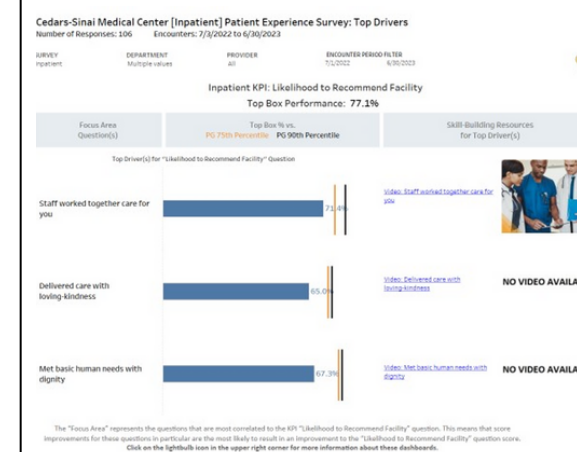 Cedars-Sinai Medical Center [Inpatient] Patient Experience Survey: Top Drivers
Number of Responses: 106 Encounters: 7/3/2022 to 6/30/2023
SURVEY DEPARTMENT PROVIDER ENCOUNTER PERIOD FILTER
Inpatient Multiple values All 7/1/2022 6/30/2023
Inpatient KPI: Likelihood to Recommend Facility
Top Box Performance: 77.1%
Focus Area
Question(s)
Top Box % vs.
PG 75th Percentile PG 90th Percentile
Skill-Building Resources
for Top Driver(s)
Top Driver(s) for "Likelihood to Recommend Facility" Question
Staff worked together care for
you
71.4%
Video: Staff worked together care for
you
Delivered care with
loving-kindness
65.0%
Video: Delivered care with
loving-kindness
NO VIDEO AVAILA
Met basic human needs with
dignity
67.3%
Video: Met basic human needs with
dignity
NO VIDEO AVAILA
The "Focus Area" represents the questions that are most correlated to the KPI "Likelihood to Recommend Facility" question. This means that score
improvements for these questions in particular are the most likely to result in an improvement to the "Likelihood to Recommend Facility" question score.
Click on the lightbulb icon in the upper right corner for more information about these dashboards.